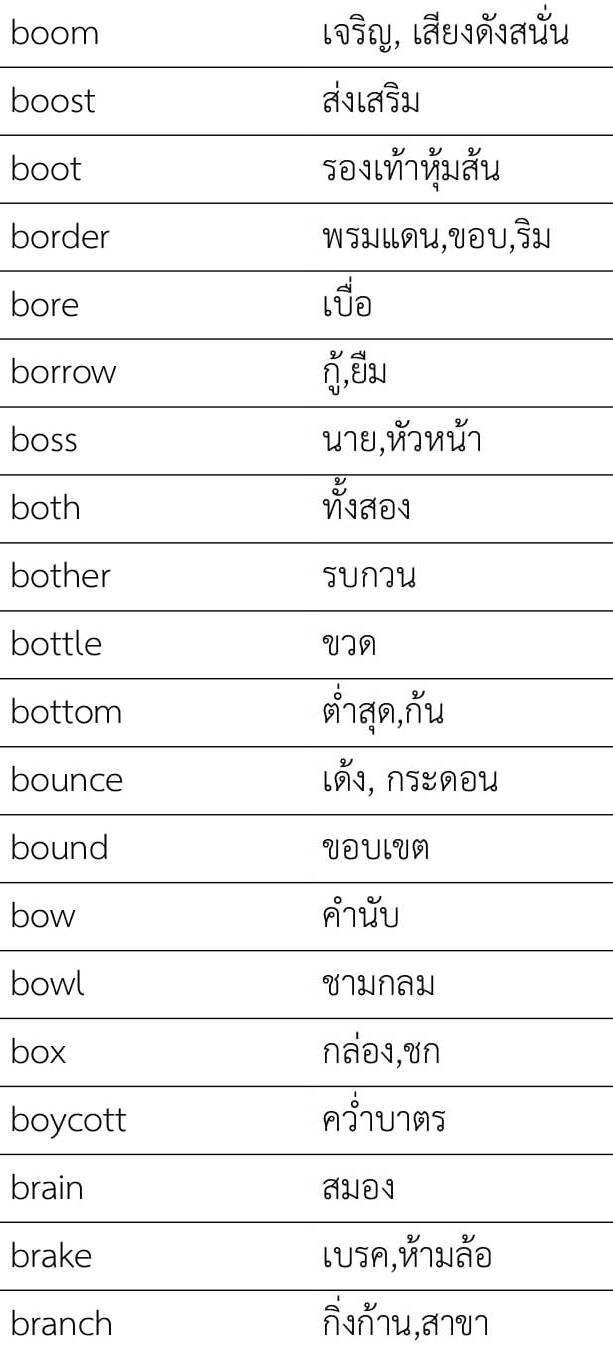 boom เจริญ, เสียงดังสนั่น
boost ส่งเสริม
boot รองเท้าหุ้มส้น
border พรมแดน,ขอบ,ริม
bore เบื่อ
borrow กู้,ยืม
boss นาย,หัวหน้า
both ทั้งสอง
bother รบกวน
bottle ขวด
bottom ต่ำสุด,ก้น
bounce เด้ง, กระดอน
bound ขอบเขต
bow คำนับ
bowl ชามกลม
box กล่อง,ชก
boycott คว่ำบาตร
brain สมอง
brake เบรค,ห้ามล้อ
branch กิ่งก้าน,สาขา